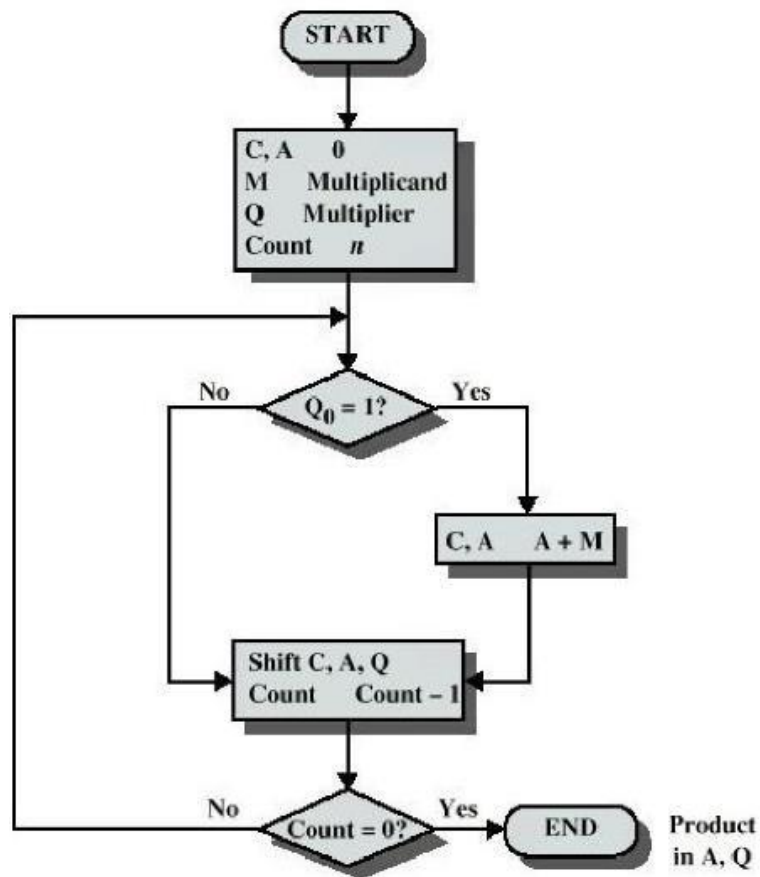 START
C, A 0
M Multiplicand
Q Multiplier
Count n
No
Yes
Q0 = 1?
C, A A + M
Shift C, A, Q
Count Count – 1
No
Yes
Count = 0?
END
Product
in A, Q